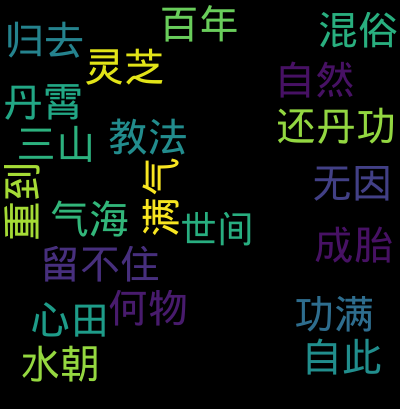 百年
混俗
归去
灵芝
自然
丹霄
还丹功
三山
教法
无因
重到
满气
气海
世间
成胎
留不住
何物
心田
功满
水朝
自此